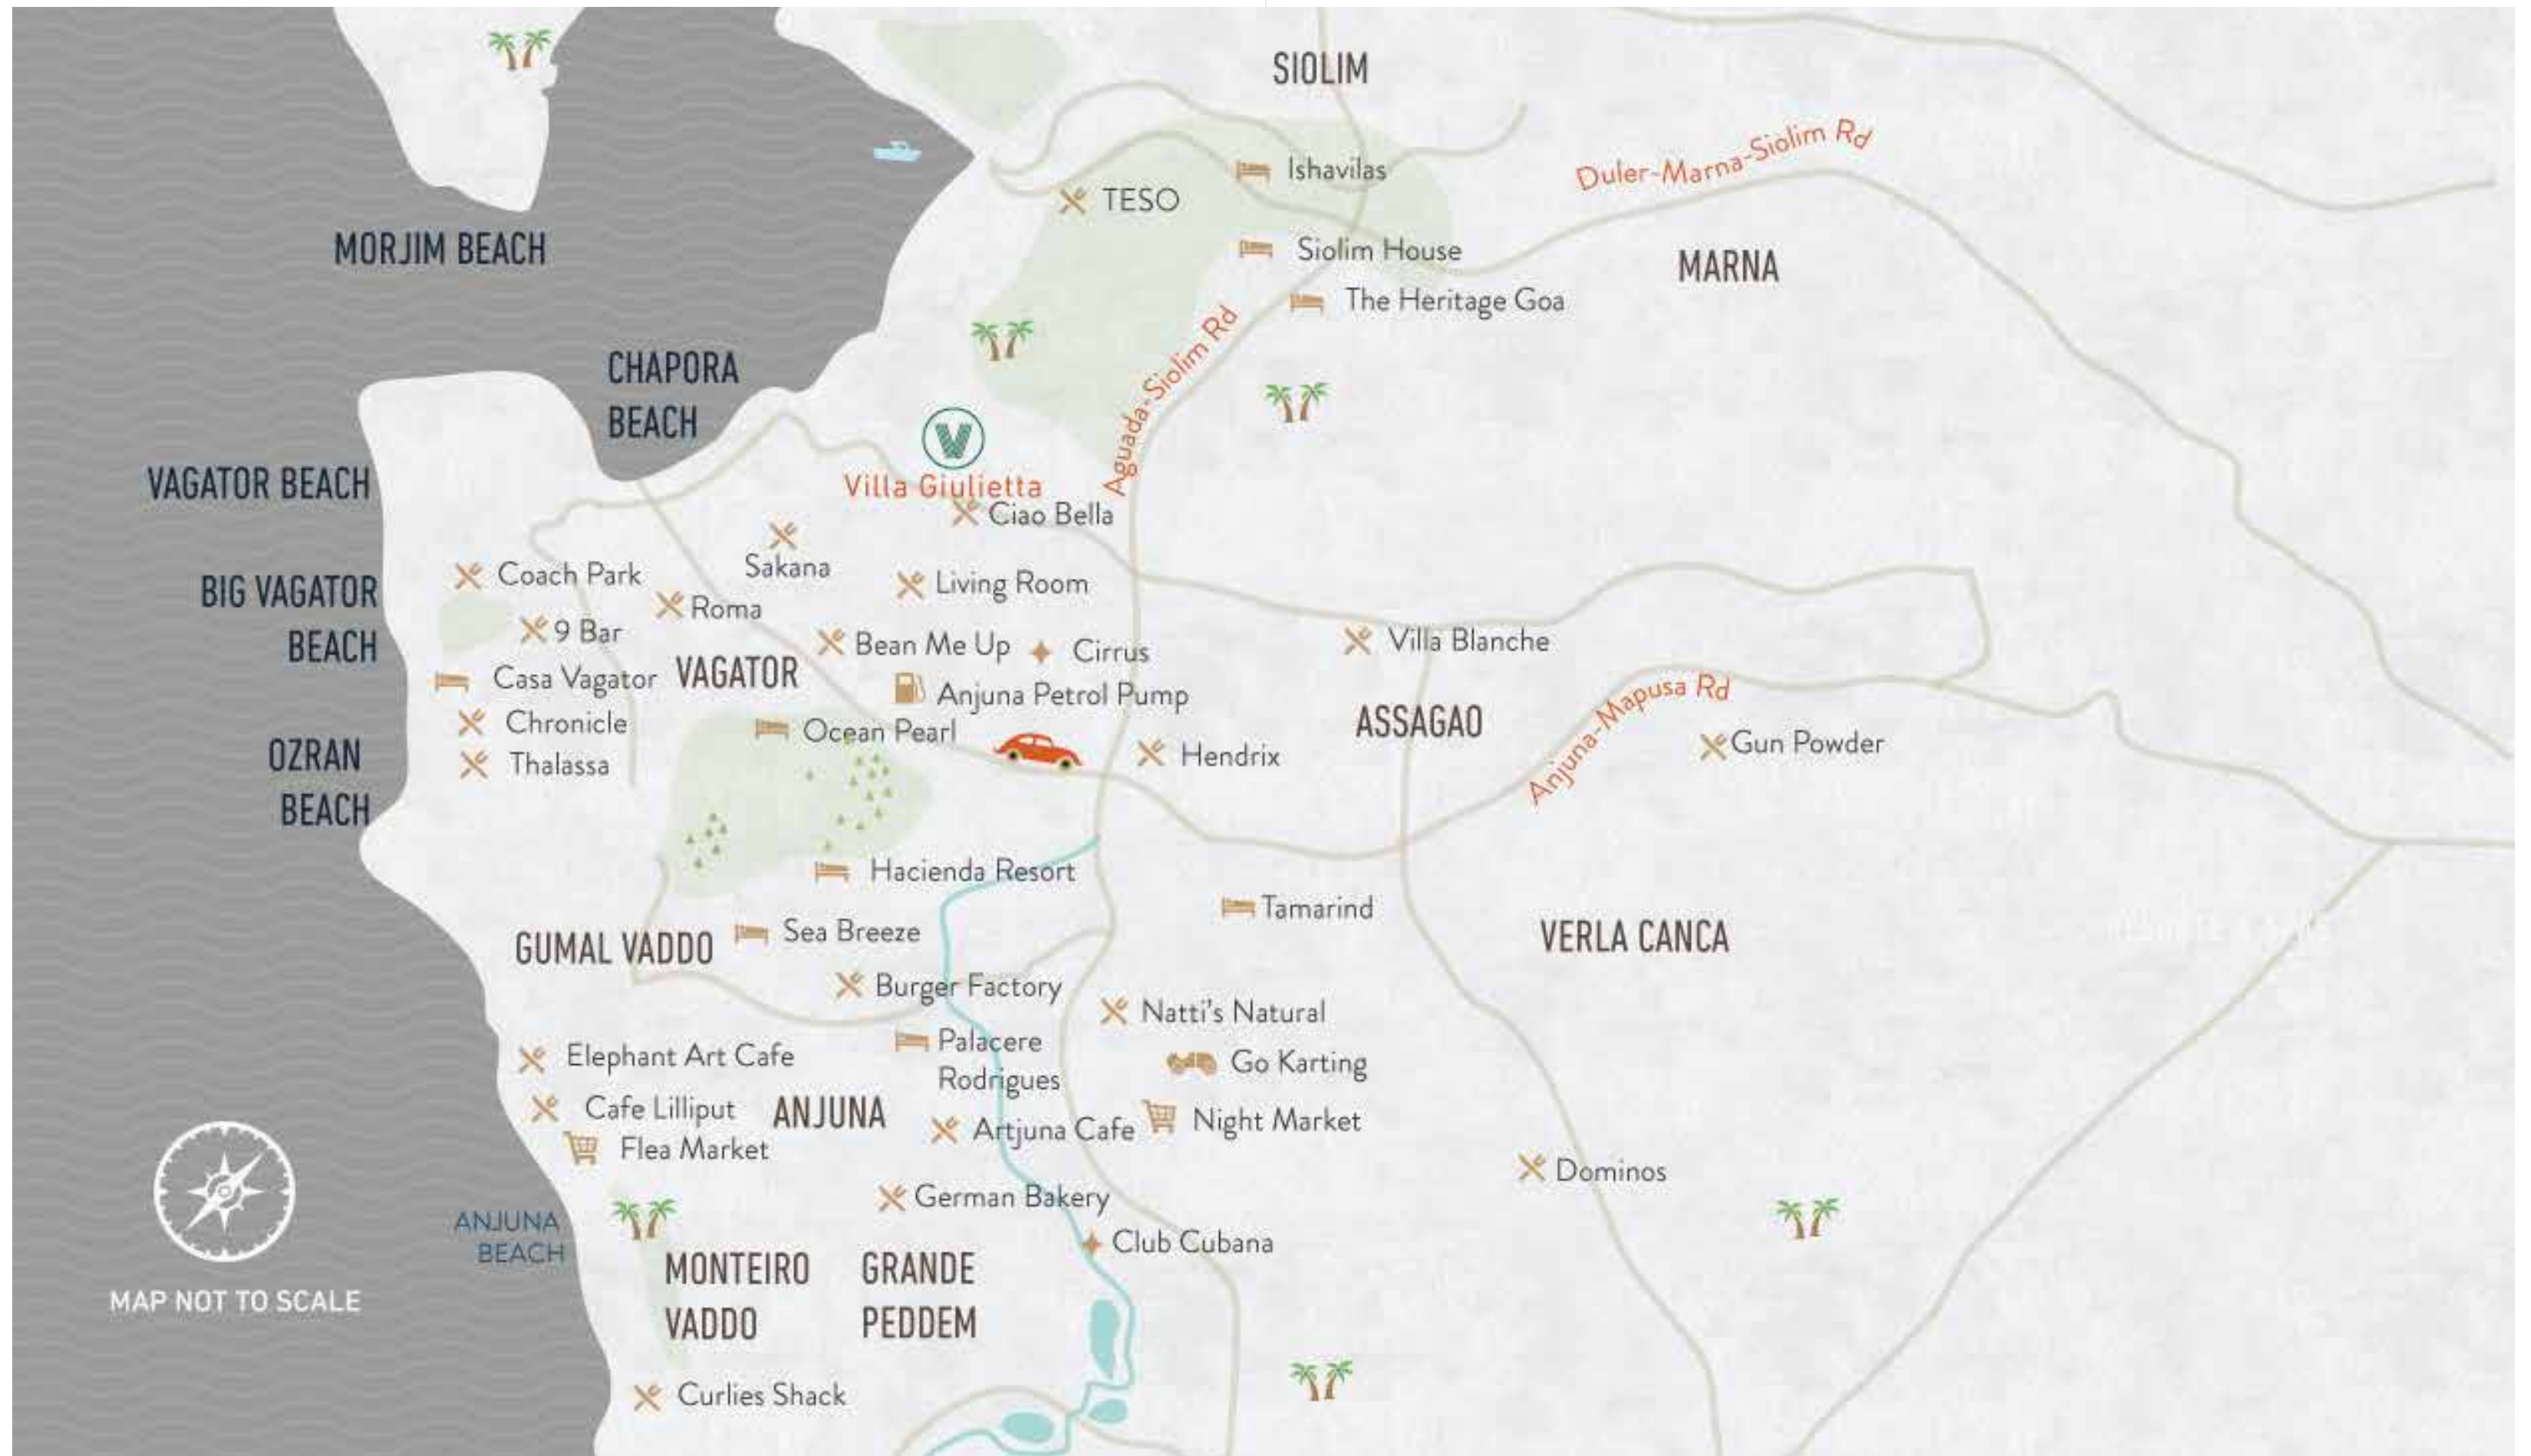 SIOLIM
Duler-Marna-Siolim Rd
Ishavilas
TESO
MORJIM BEACH
Siolim House
MARNA
The Heritage Goa
Aguada-Siolim Rd
CHAPORA
BEACH
V
Villa Giulietta
VAGATOR BEACH
Ciao Bella
BIG VAGATOR
BEACH
Coach Park
Sakana
Living Room
Roma
9 Bar
Bean Me Up
Cirrus
Villa Blanche
Casa Vagator
VAGATOR
Anjuna Petrol Pump
Anjuna-Mapusa Rd
Chronicle
Ocean Pearl
ASSAGAO
Gun Powder
OZRAN
BEACH
Thalassa
Hendrix
Hacienda Resort
Tamarind
GUMAL VADDO
Sea Breeze
VERLA CANCA
Burger Factory
Natti's Natural
Elephant Art Cafe
Palacere
Rodrigues
Go Karting
Cafe Lilliput
ANJUNA
Artjuna Cafe
Night Market
Flea Market
Dominos
German Bakery
ANJUNA
BEACH
Club Cubana
MONTEIRO
VADDO
GRANDE
PEDDEM
MAP NOT TO SCALE
Curlies Shack